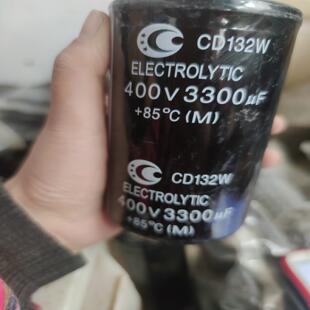 CD132W
ELECTROLYTIC
400V 3300µF
+85°C (M)
CD132W
ELECTROLYTIC
400V 3300µF
+85°C (M)